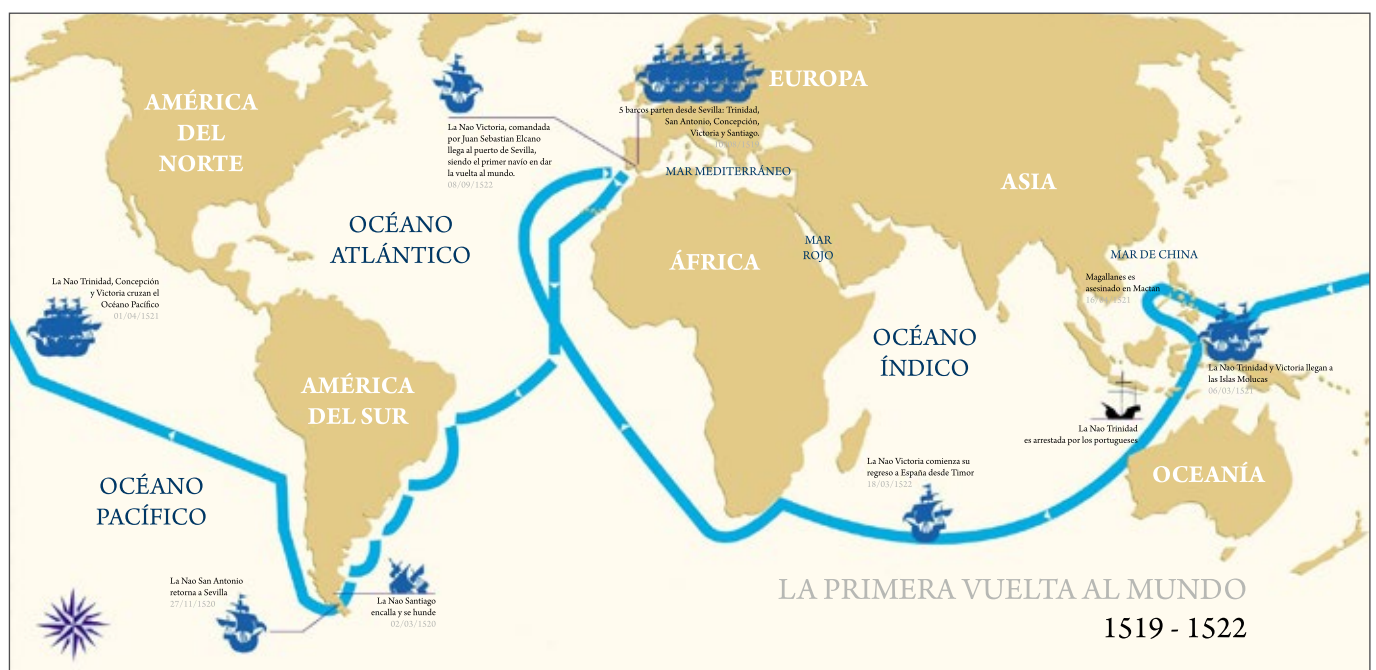 AMÉRICA
DEL
NORTE
La Nao Victoria, comandada
por Juan Sebastian Elcano
llega al puerto de Sevilla,
siendo el primer navío en dar
la vuelta al mundo.
08/09/1522
5 barcos parten desde Sevilla: Trinidad,
San Antonio, Concepción,
Victoria y Santiago.
EUROPA
MAR MEDITERRÁNEO
ASIA
OCÉANO
ATLÁNTICO
ÁFRICA
MAR
ROJO
MAR DE CHINA
Magallanes es
asesinado en Mactan
La Nao Trinidad, Concepción
y Victoria cruzan el
Océano Pacífico
01/04/1521
OCÉANO
ÍNDICO
La Nao Trinidad y Victoria llegan a
las Islas Molucas
06/03/1521
AMÉRICA
DEL SUR
La Nao Trinidad
es arrestada por los portugueses
La Nao Victoria comienza su
regreso a España desde Timor
18/03/1522
OCEANÍA
OCÉANO
PACÍFICO
La Nao San Antonio
retorna a Sevilla
27/11/1520
La Nao Santiago
encalla y se hunde
02/03/1520
LA PRIMERA VUELTA AL MUNDO
1519 - 1522